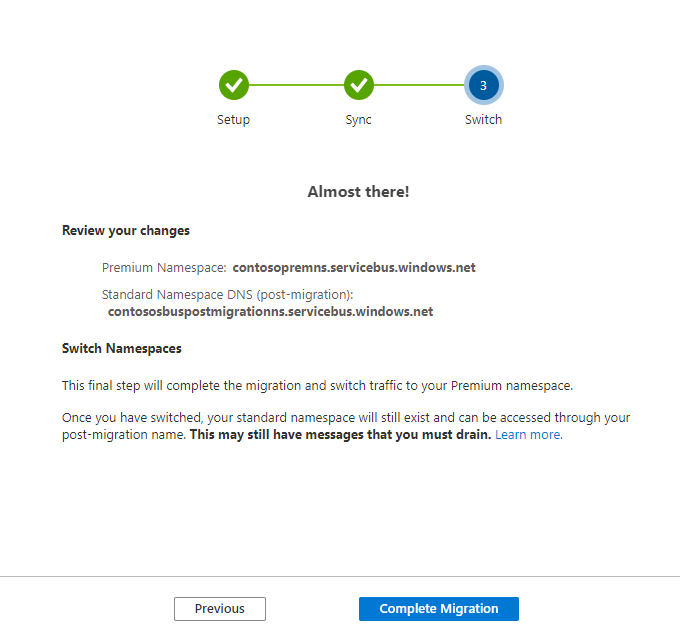 3
Setup
Sync
Switch
Almost there!
Review your changes
Premium Namespace: contosopremns.servicebus.windows.net
Standard Namespace DNS (post-migration):
contososbuspostmigrationns.servicebus.windows.net
Switch Namespaces
This final step will complete the migration and switch traffic to your Premium namespace.
Once you have switched, your standard namespace will still exist and can be accessed through your
post-migration name. This may still have messages that you must drain. Learn more.
Previous
Complete Migration